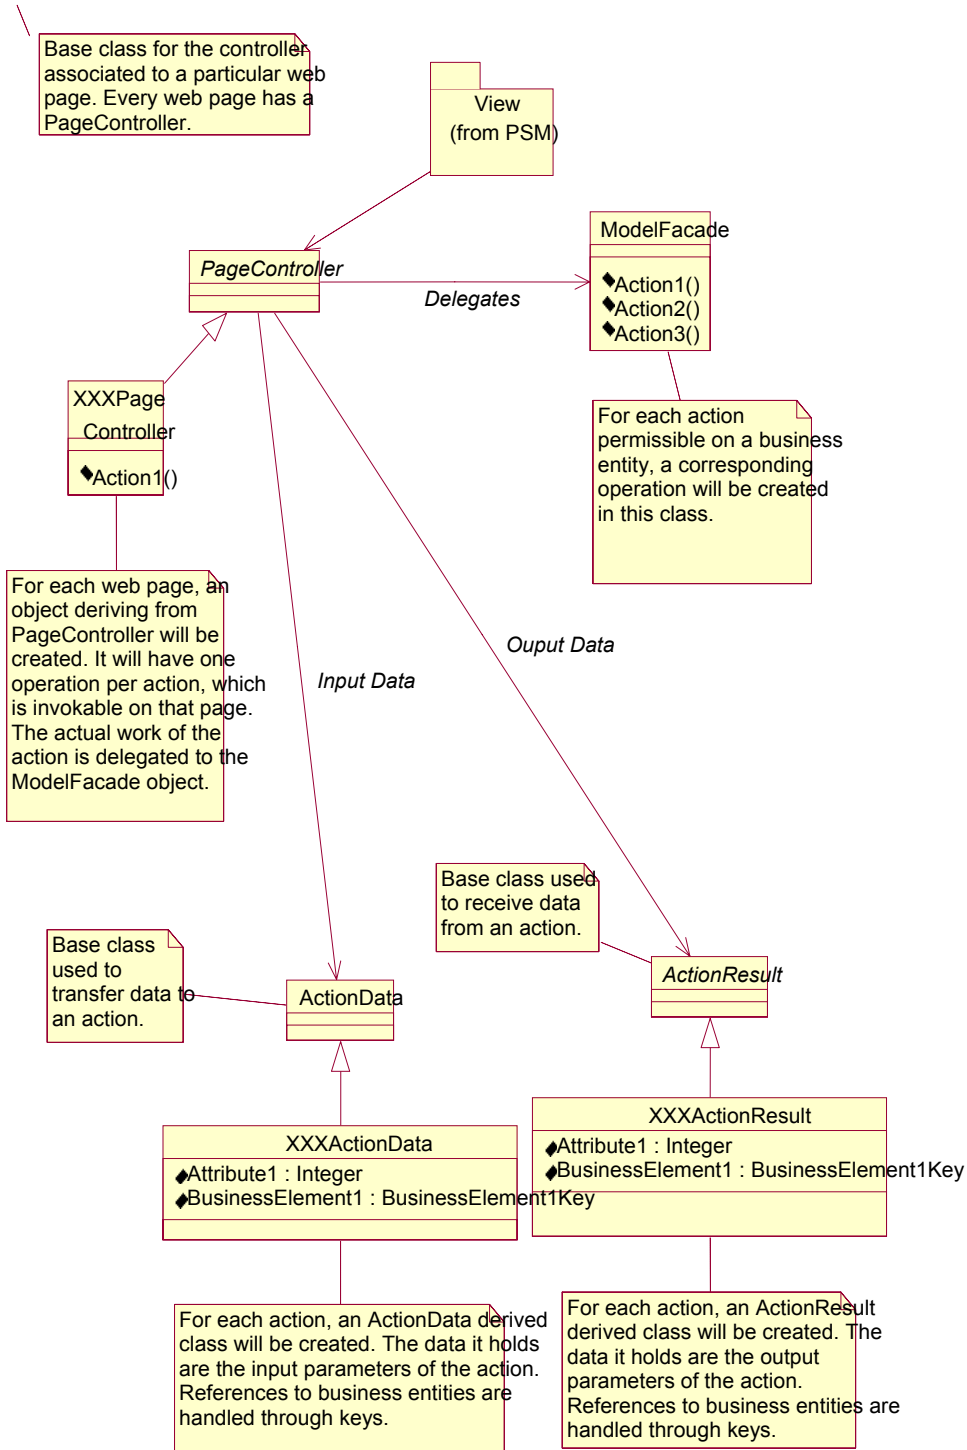 Base class for the controller
associated to a particular web
page. Every web page has a
PageController.
View
(from PSM)
ModelFacade
Action1()
Action2()
Action3()
PageController
Delegates
XXXPage
Controller
Action1()
For each action
permissible on a business
entity, a corresponding
operation will be created
in this class.
For each web page, an
object deriving from
PageController will be
created. It will have one
operation per action, which
is invokable on that page.
The actual work of the
action is delegated to the
ModelFacade object.
Ouput Data
Input Data
Base class used
to receive data
from an action.
Base class
used to
transfer data to
an action.
ActionData
ActionResult
XXXActionData
Attribute1 : Integer
BusinessElement1 : BusinessElement1Key
XXXActionResult
Attribute1 : Integer
BusinessElement1 : BusinessElement1Key
For each action, an ActionData derived
class will be created. The data it holds
are the input parameters of the action.
References to business entities are
handled through keys.
For each action, an ActionResult
derived class will be created. The
data it holds are the output
parameters of the action.
References to business entities are
handled through keys.